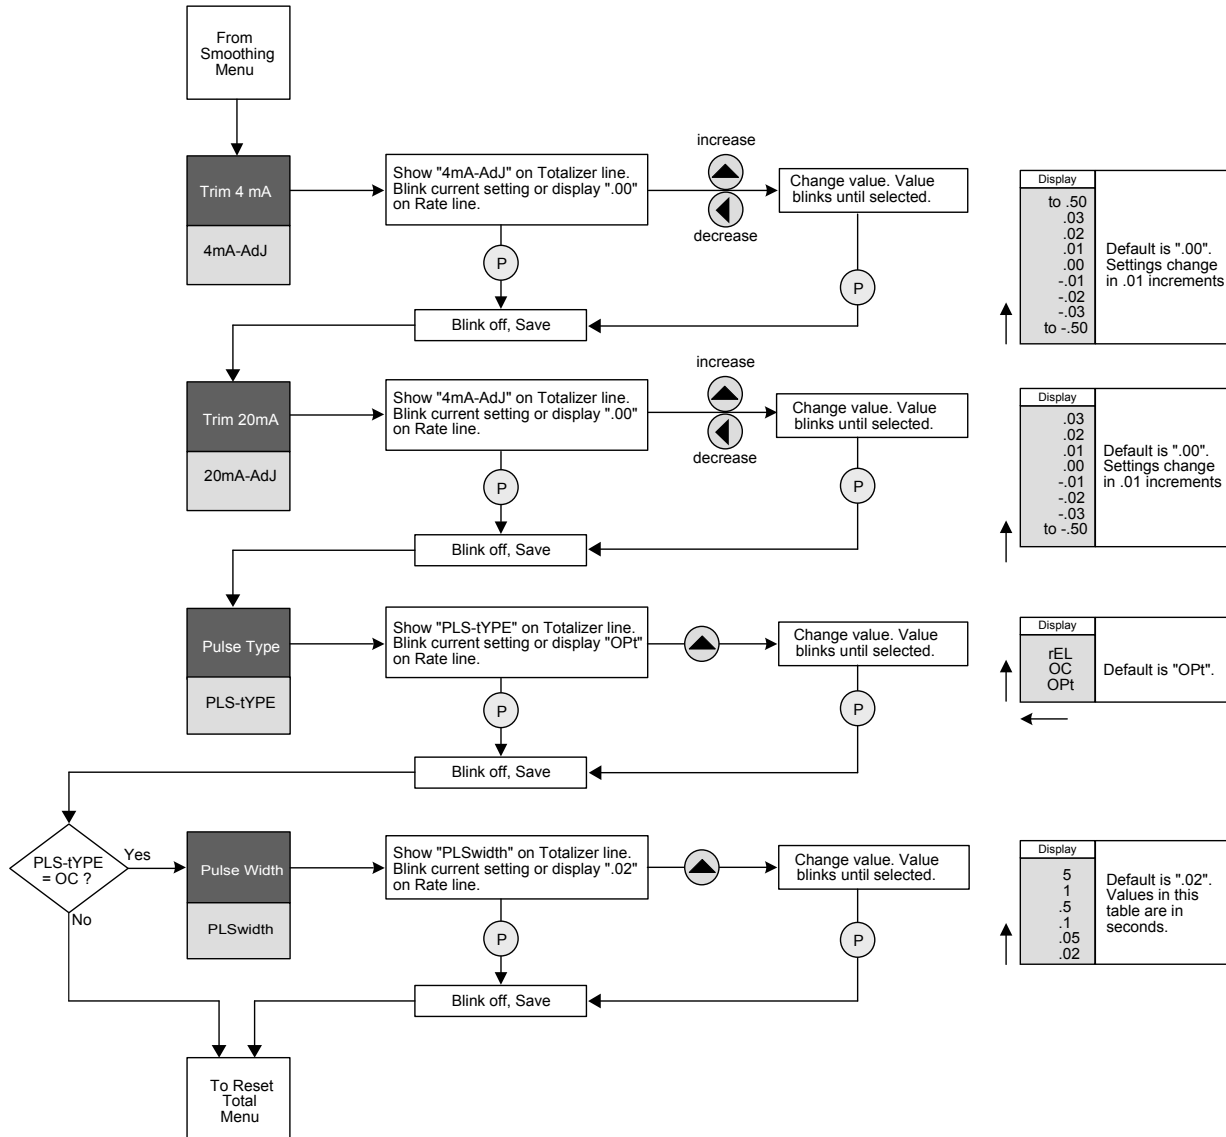 From
Smoothing
Menu
Trim 4 mA
4mA-AdJ
Show "4mA-AdJ" on Totalizer line.
Blink current setting or display ".00"
on Rate line.
increase
decrease
Change value. Value
blinks until selected.
P
P
Blink off, Save
Display
to .50
.03
.02
.01
.00
-.01
-.02
-.03
to -.50
Default is ".00".
Settings change
in .01 increments
Trim 20mA
20mA-AdJ
Show "4mA-AdJ" on Totalizer line.
Blink current setting or display ".00"
on Rate line.
increase
decrease
Change value. Value
blinks until selected.
P
P
Blink off, Save
Display
.03
.02
.01
.00
-.01
-.02
-.03
to -.50
Default is ".00".
Settings change
in .01 increments
Pulse Type
PLS-tYPE
Show "PLS-tYPE" on Totalizer line.
Blink current setting or display "OPt"
on Rate line.
Change value. Value
blinks until selected.
P
P
Blink off, Save
Display
rEL
OC
OPt
Default is "OPt".
PLS-tYPE
= OC ?
Yes
No
Pulse Width
PLSwidth
Show "PLSwidth" on Totalizer line.
Blink current setting or display ".02"
on Rate line.
Change value. Value
blinks until selected.
P
P
Blink off, Save
Display
5
1
.5
.1
.05
.02
Default is ".02".
Values in this
table are in
seconds.
To Reset
Total
Menu